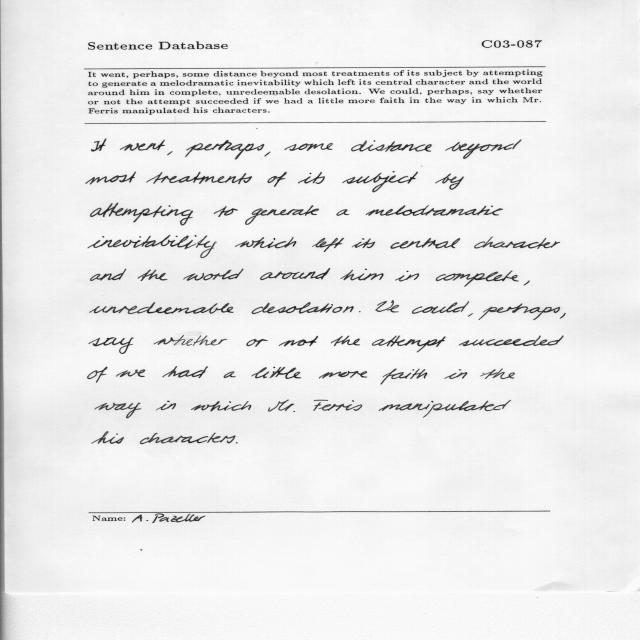 Sentence Database C03-087
It went, perhaps, some distance beyond most treatments of its subject by attempting
to generate a melodramatic inevitability which left its central character and the world
around him in complete, unredeemable desolation. We could, perhaps, say whether
or not the attempt succeeded if we had a little more faith in the way in which Mr.
Ferris manipulated his characters.
It went, perhaps, some distance beyond
most treatments of its subject by
attempting to generate a melodramatic
inevitability which left its central character
and the world around him in complete,
unredeemable desolation. We could, perhaps,
say whether or not the attempt succeeded
of we had a little more faith in the
way in which Mr. Ferris manipulated
his characters.
Name: A. Pazeller